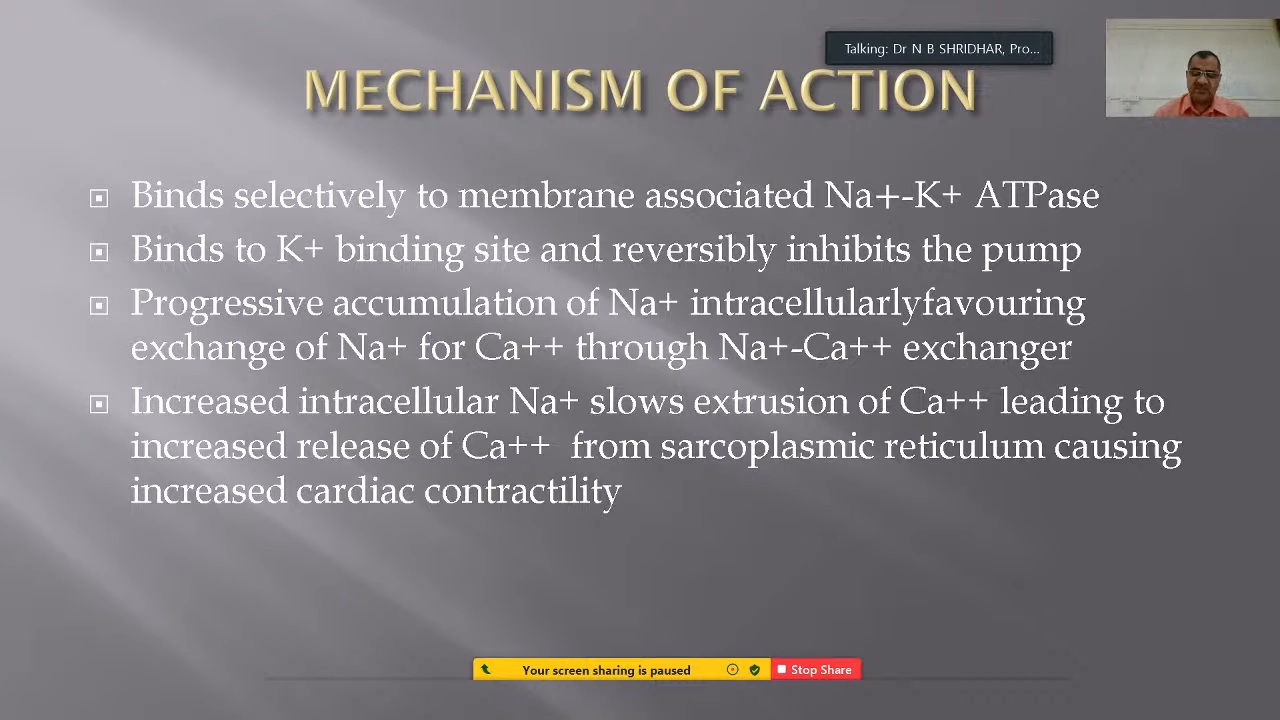 Talking: Dr N B SHRIDHAR, Pro...
MECHANISM OF ACTION
Binds selectively to membrane associated Na+-K+ ATPase
Binds to K+ binding site and reversibly inhibits the pump
Progressive accumulation of Na+ intracellularlyfavouring
exchange of Na+ for Ca++ through Na+-Ca++ exchanger
Increased intracellular Na+ slows extrusion of Ca++ leading to
increased release of Ca++ from sarcoplasmic reticulum causing
increased cardiac contractility
Your screen sharing is paused
Stop Share